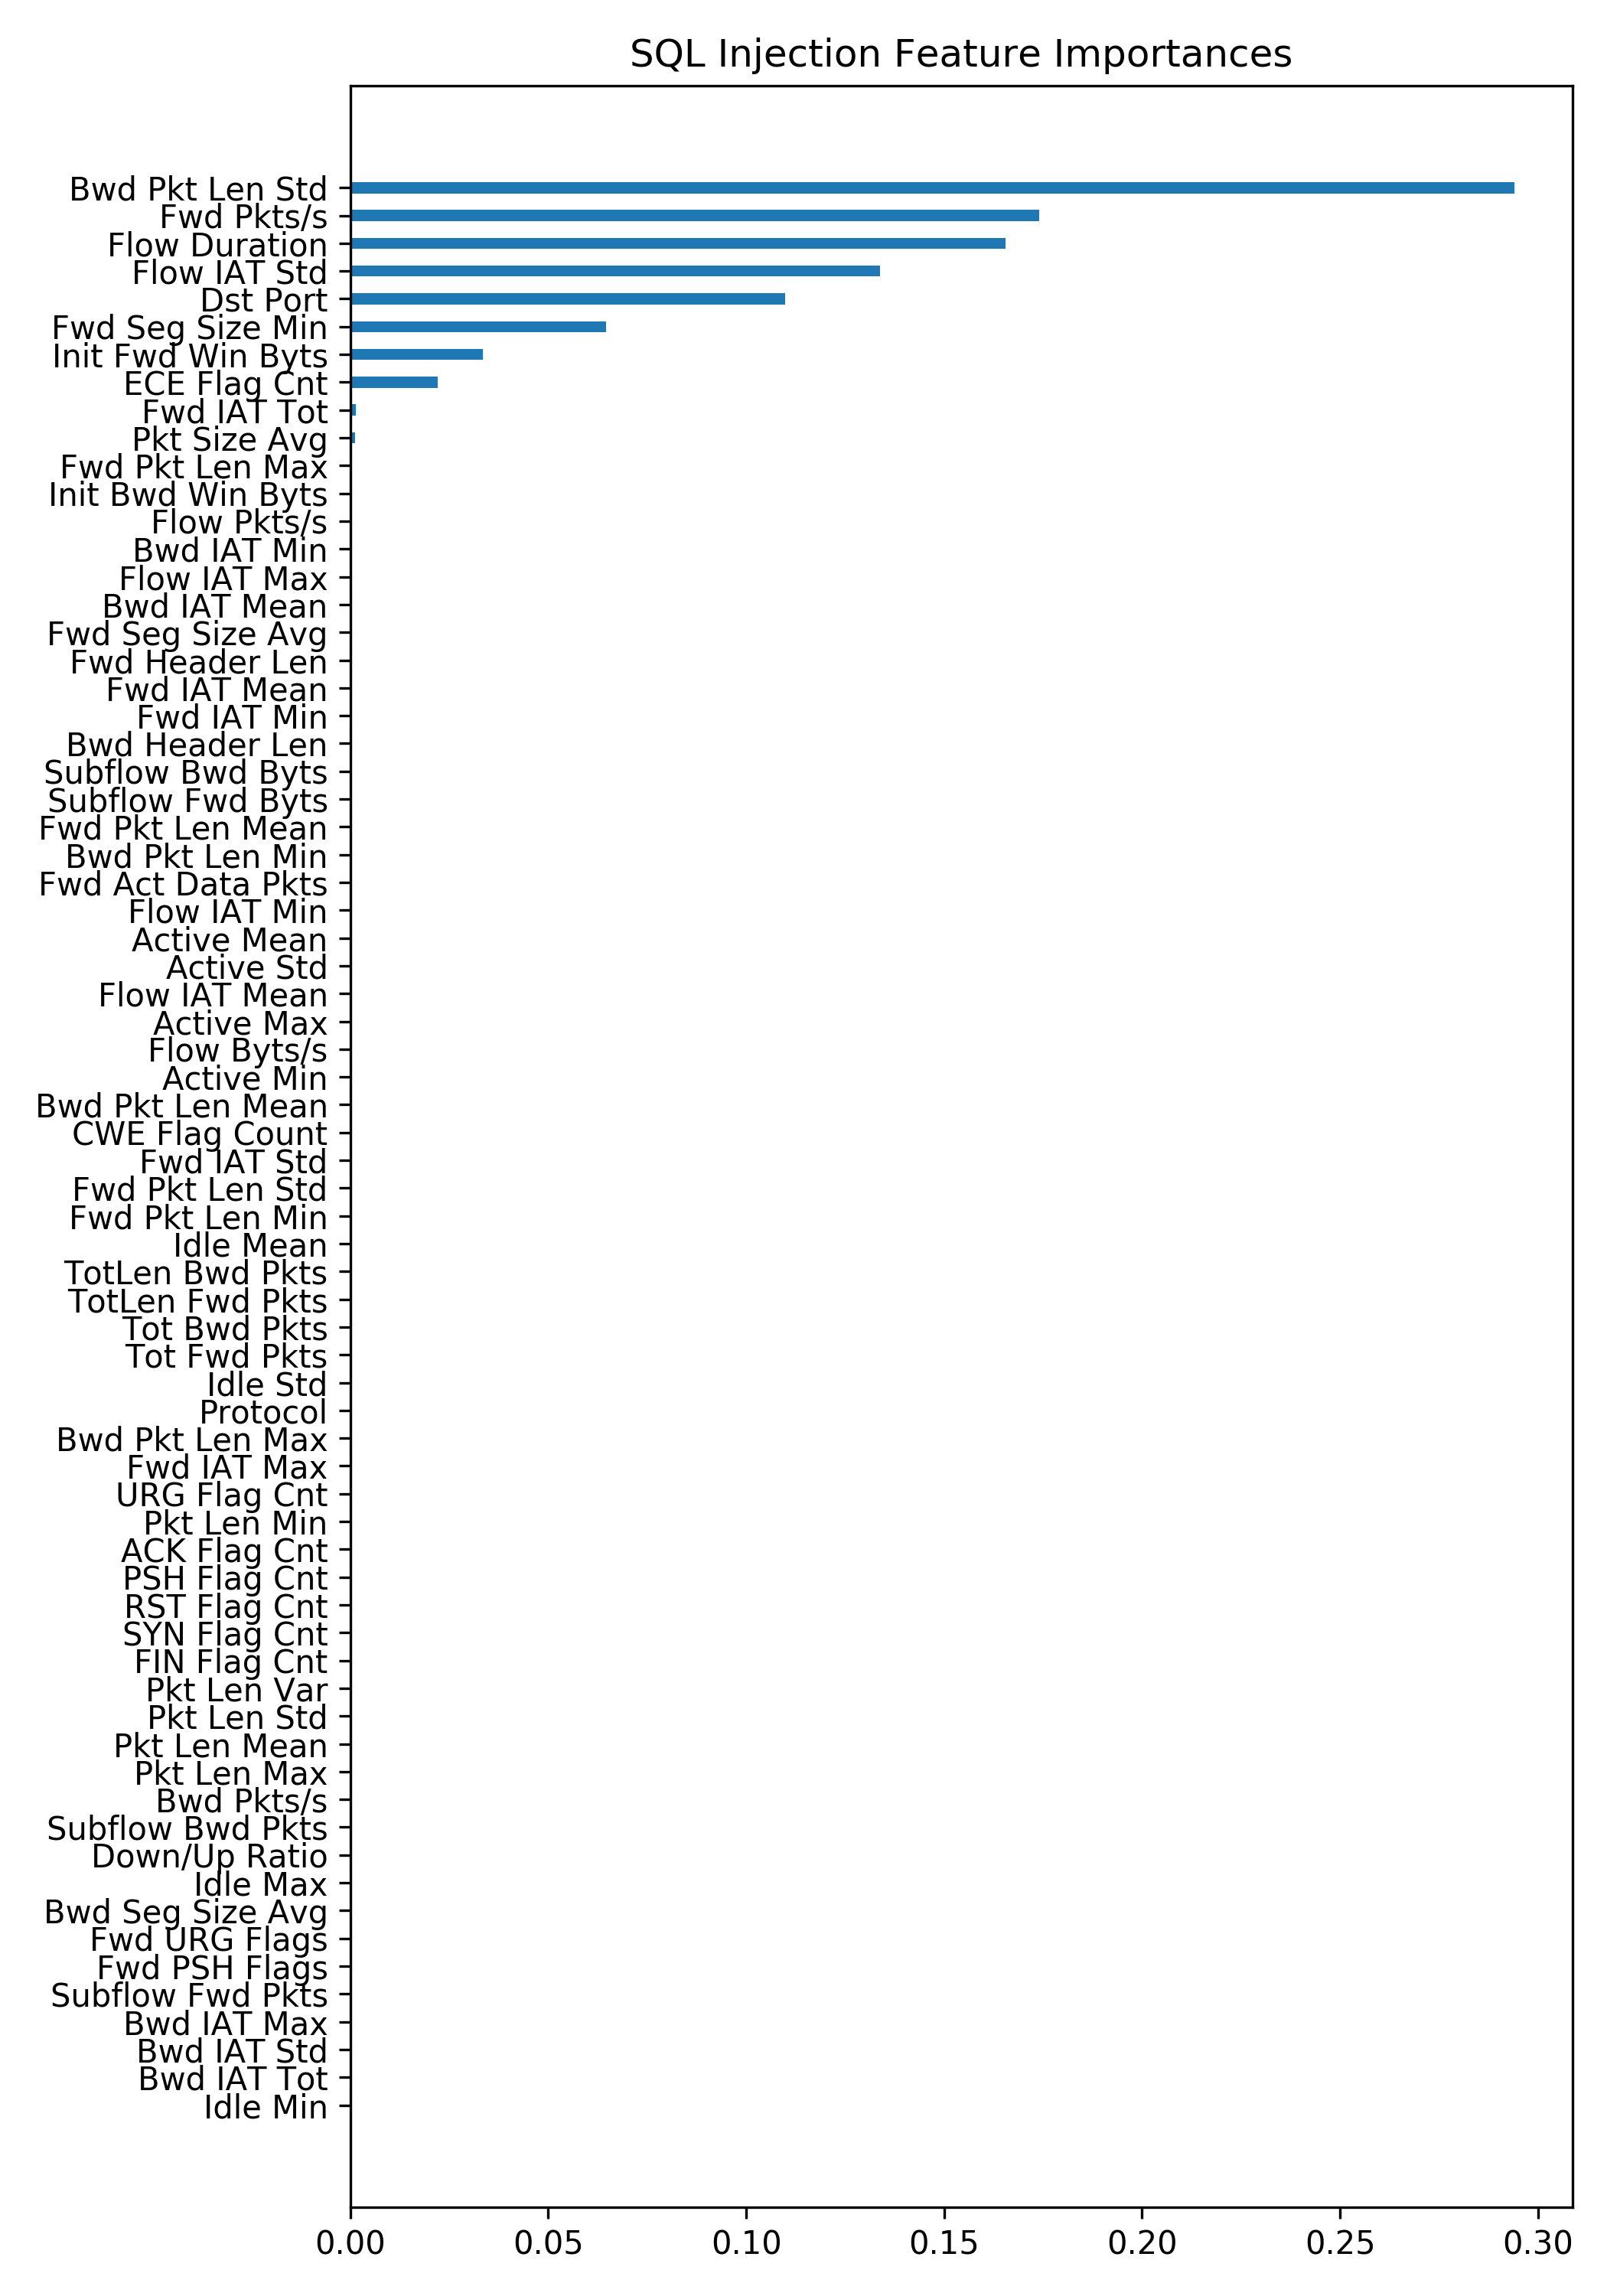 SQL Injection Feature Importances
Bwd Pkt Len Std
Fwd Pkts/s
Flow Duration
Flow IAT Std
Dst Port
Fwd Seg Size Min
Init Fwd Win Byts
ECE Flag Cnt
Fwd IAT Tot
Pkt Size Avg
Fwd Pkt Len Max
Init Bwd Win Byts
Flow Pkts/s
Bwd IAT Min
Flow IAT Max
Bwd IAT Mean
Fwd Seg Size Avg
Fwd Header Len
Fwd IAT Mean
Fwd IAT Min
Bwd Header Len
Subflow Bwd Byts
Subflow Fwd Byts
Fwd Pkt Len Mean
Bwd Pkt Len Min
Fwd Act Data Pkts
Flow IAT Min
Active Mean
Active Std
Flow IAT Mean
Active Max
Flow Byts/s
Active Min
Bwd Pkt Len Mean
CWE Flag Count
Fwd IAT Std
Fwd Pkt Len Std
Fwd Pkt Len Min
Idle Mean
TotLen Bwd Pkts
TotLen Fwd Pkts
Tot Bwd Pkts
Tot Fwd Pkts
Idle Std
Protocol
Bwd Pkt Len Max
Fwd IAT Max
URG Flag Cnt
Pkt Len Min
ACK Flag Cnt
PSH Flag Cnt
RST Flag Cnt
SYN Flag Cnt
FIN Flag Cnt
Pkt Len Var
Pkt Len Std
Pkt Len Mean
Pkt Len Max
Bwd Pkts/s
Subflow Bwd Pkts
Down/Up Ratio
Idle Max
Bwd Seg Size Avg
Fwd URG Flags
Fwd PSH Flags
Subflow Fwd Pkts
Bwd IAT Max
Bwd IAT Std
Bwd IAT Tot
Idle Min
0.00 0.05 0.10 0.15 0.20 0.25 0.30